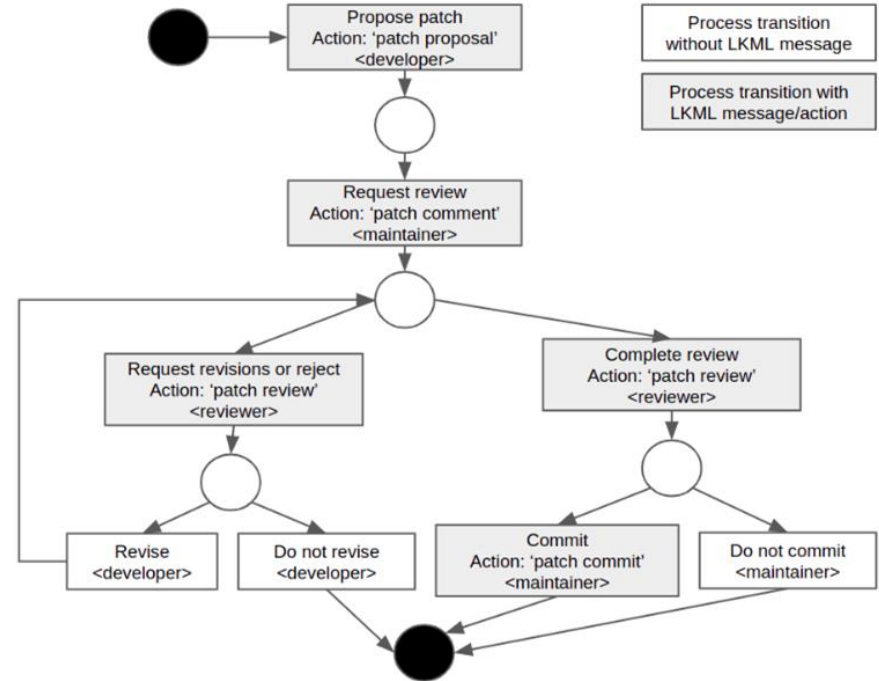 Propose patch
Action: ‘patch proposal’
<developer>
Process transition
without LKML message
Process transition with
LKML message/action
Request review
Action: ‘patch comment’
<maintainer>
Request revisions or reject
Action: ‘patch review’
<reviewer>
Complete review
Action: ‘patch review’
<reviewer>
Revise
<developer>
Do not revise
<developer>
Commit
Action: ‘patch commit’
<maintainer>
Do not commit
<maintainer>